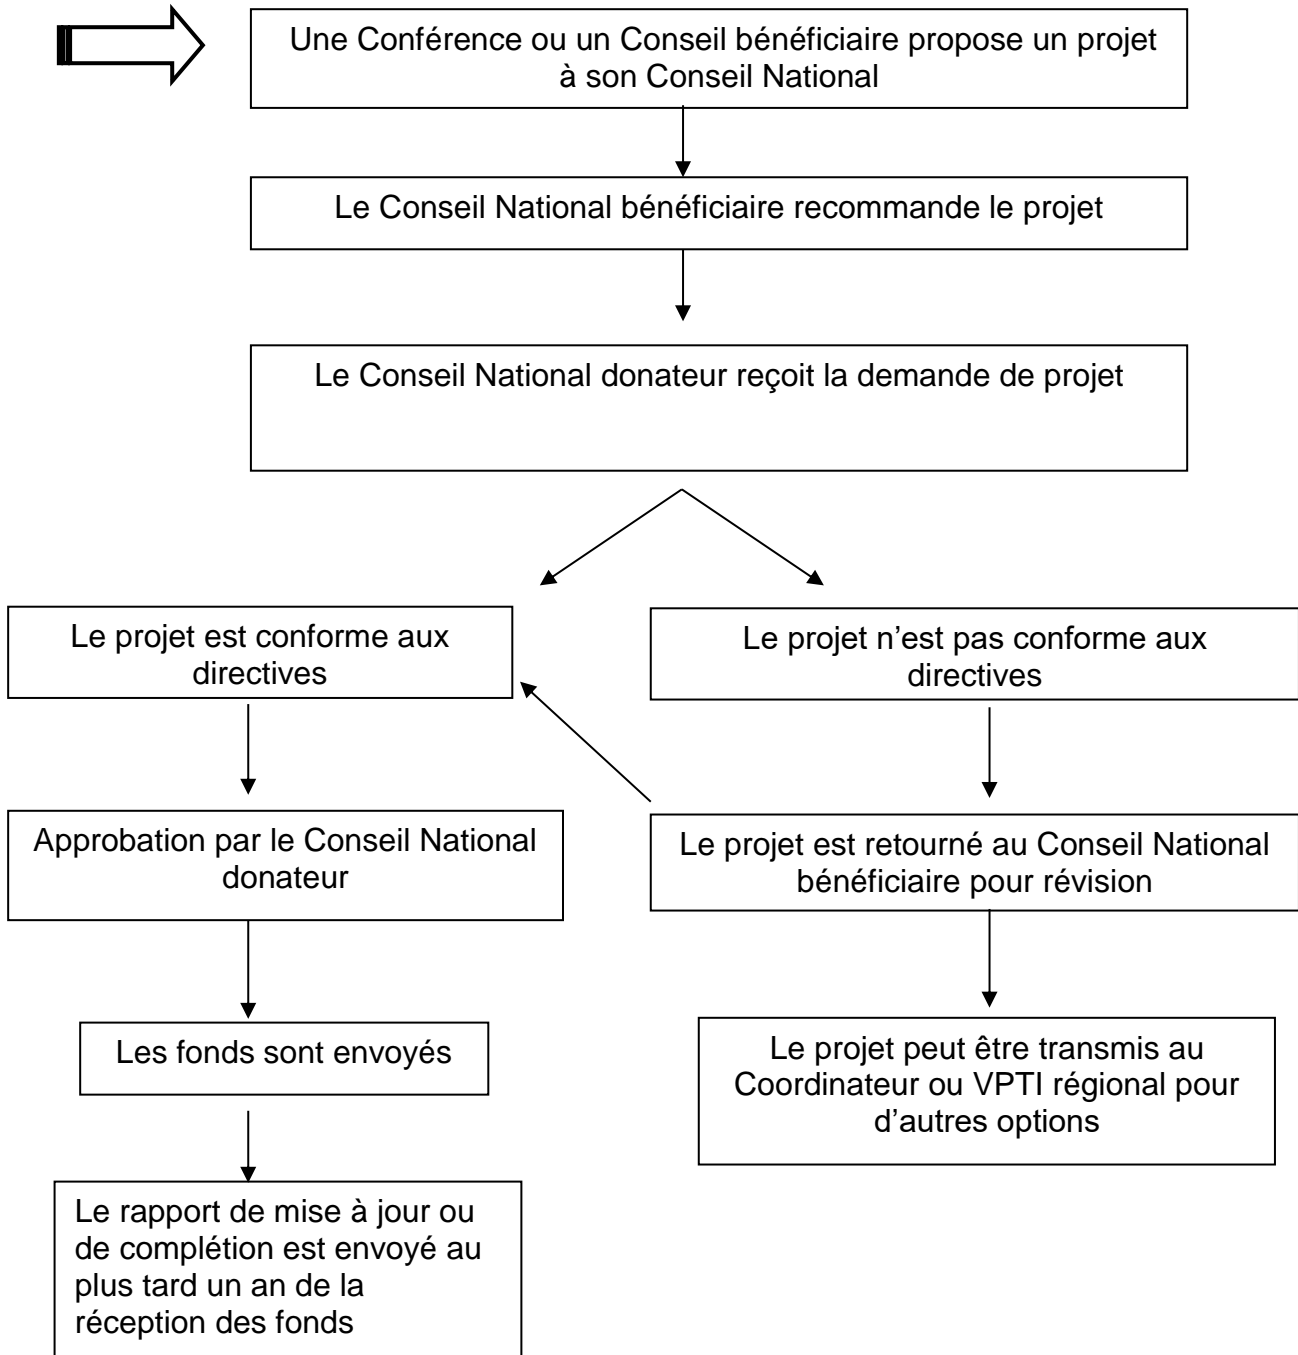 Une Conférence ou un Conseil bénéficiaire propose un projet
à son Conseil National
Le Conseil National bénéficiaire recommande le projet
Le Conseil National donateur reçoit la demande de projet
Le projet est conforme aux
directives
Le projet n’est pas conforme aux
directives
Approbation par le Conseil National
donateur
Le projet est retourné au Conseil National
bénéficiaire pour révision
Les fonds sont envoyés
Le projet peut être transmis au
Coordinateur ou VPTI régional pour
d’autres options
Le rapport de mise à jour ou
de complétion est envoyé au
plus tard un an de la
réception des fonds